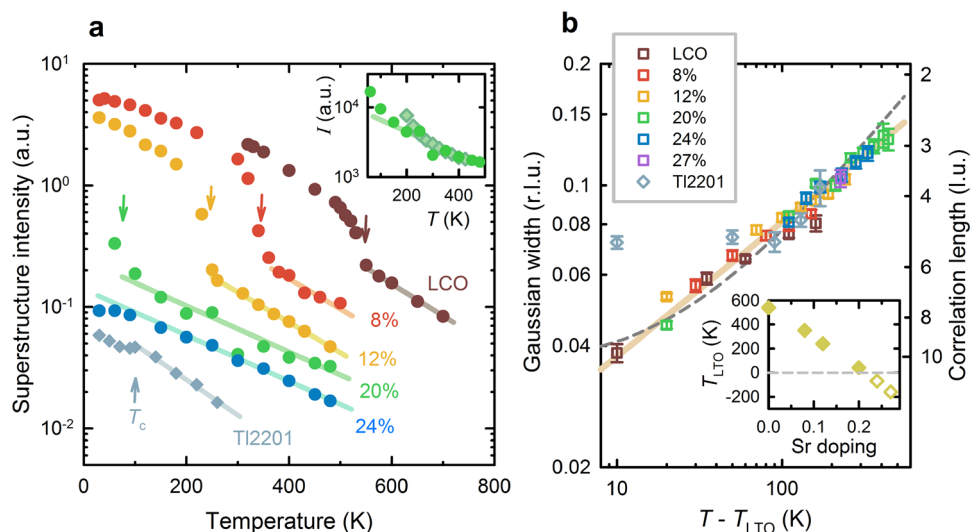 a
Superstructure intensity (a.u.)
10^1
10^0
10^-1
10^-2
0
200
400
600
800
Temperature (K)
LCO
8%
12%
20%
24%
Tl2201
T_c
I (a.u.)
10^4
10^3
200
400
T (K)
b
LCO
8%
12%
20%
24%
27%
Tl2201
Gaussian width (r.l.u.)
0.2
0.15
0.1
0.08
0.06
0.04
0.02
10
100
T - T_LTO (K)
Correlation length (l.u.)
2
3
4
6
8
10
T_LTO (K)
600
400
200
0
-200
0.0
0.1
0.2
Sr doping